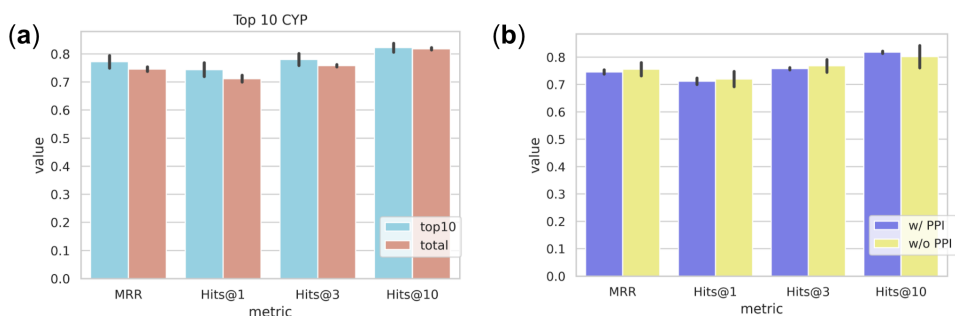 (a)
Top 10 CYP
value
0.8
0.7
0.6
0.5
0.4
0.3
0.2
0.1
0.0
MRR Hits@1 Hits@3 Hits@10
metric
top10
total
(b)
value
0.8
0.7
0.6
0.5
0.4
0.3
0.2
0.1
0.0
MRR Hits@1 Hits@3 Hits@10
metric
w/ PPI
w/o PPI